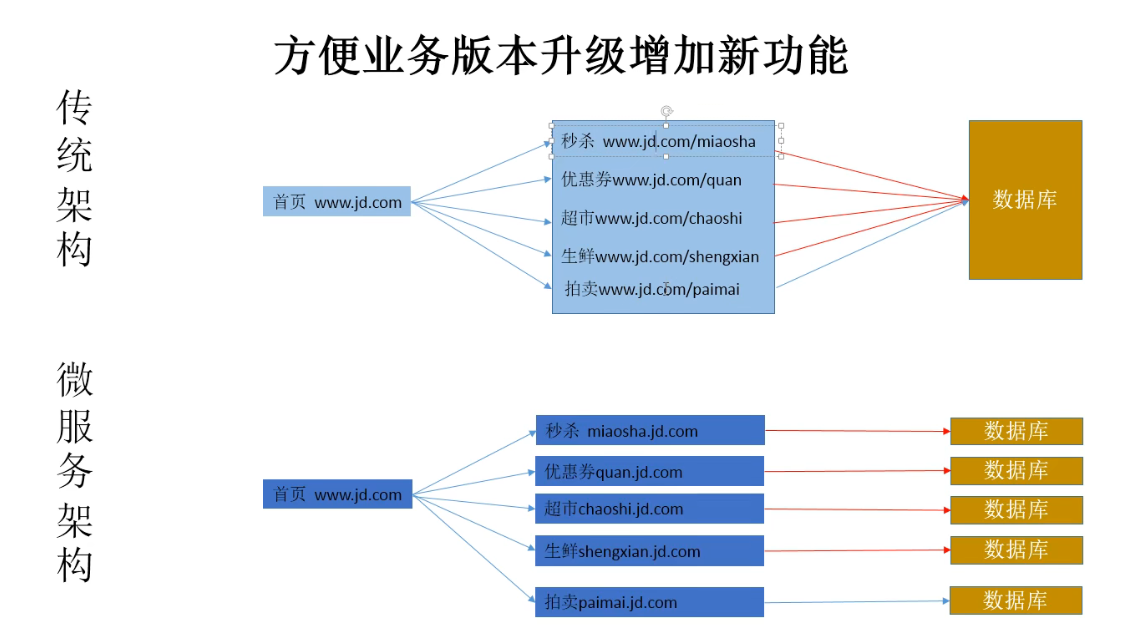 方便业务版本升级增加新功能
传统架构
首页 www.jd.com
秒杀 www.jd.com/miaosha
优惠券www.jd.com/quan
超市www.jd.com/chaoshi
生鲜www.jd.com/shengxian
拍卖www.jd.com/paimai
数据库
微服务架构
首页 www.jd.com
秒杀 miaosha.jd.com
数据库
优惠券quan.jd.com
数据库
超市chaoshi.jd.com
数据库
生鲜shengxian.jd.com
数据库
拍卖paimai.jd.com
数据库